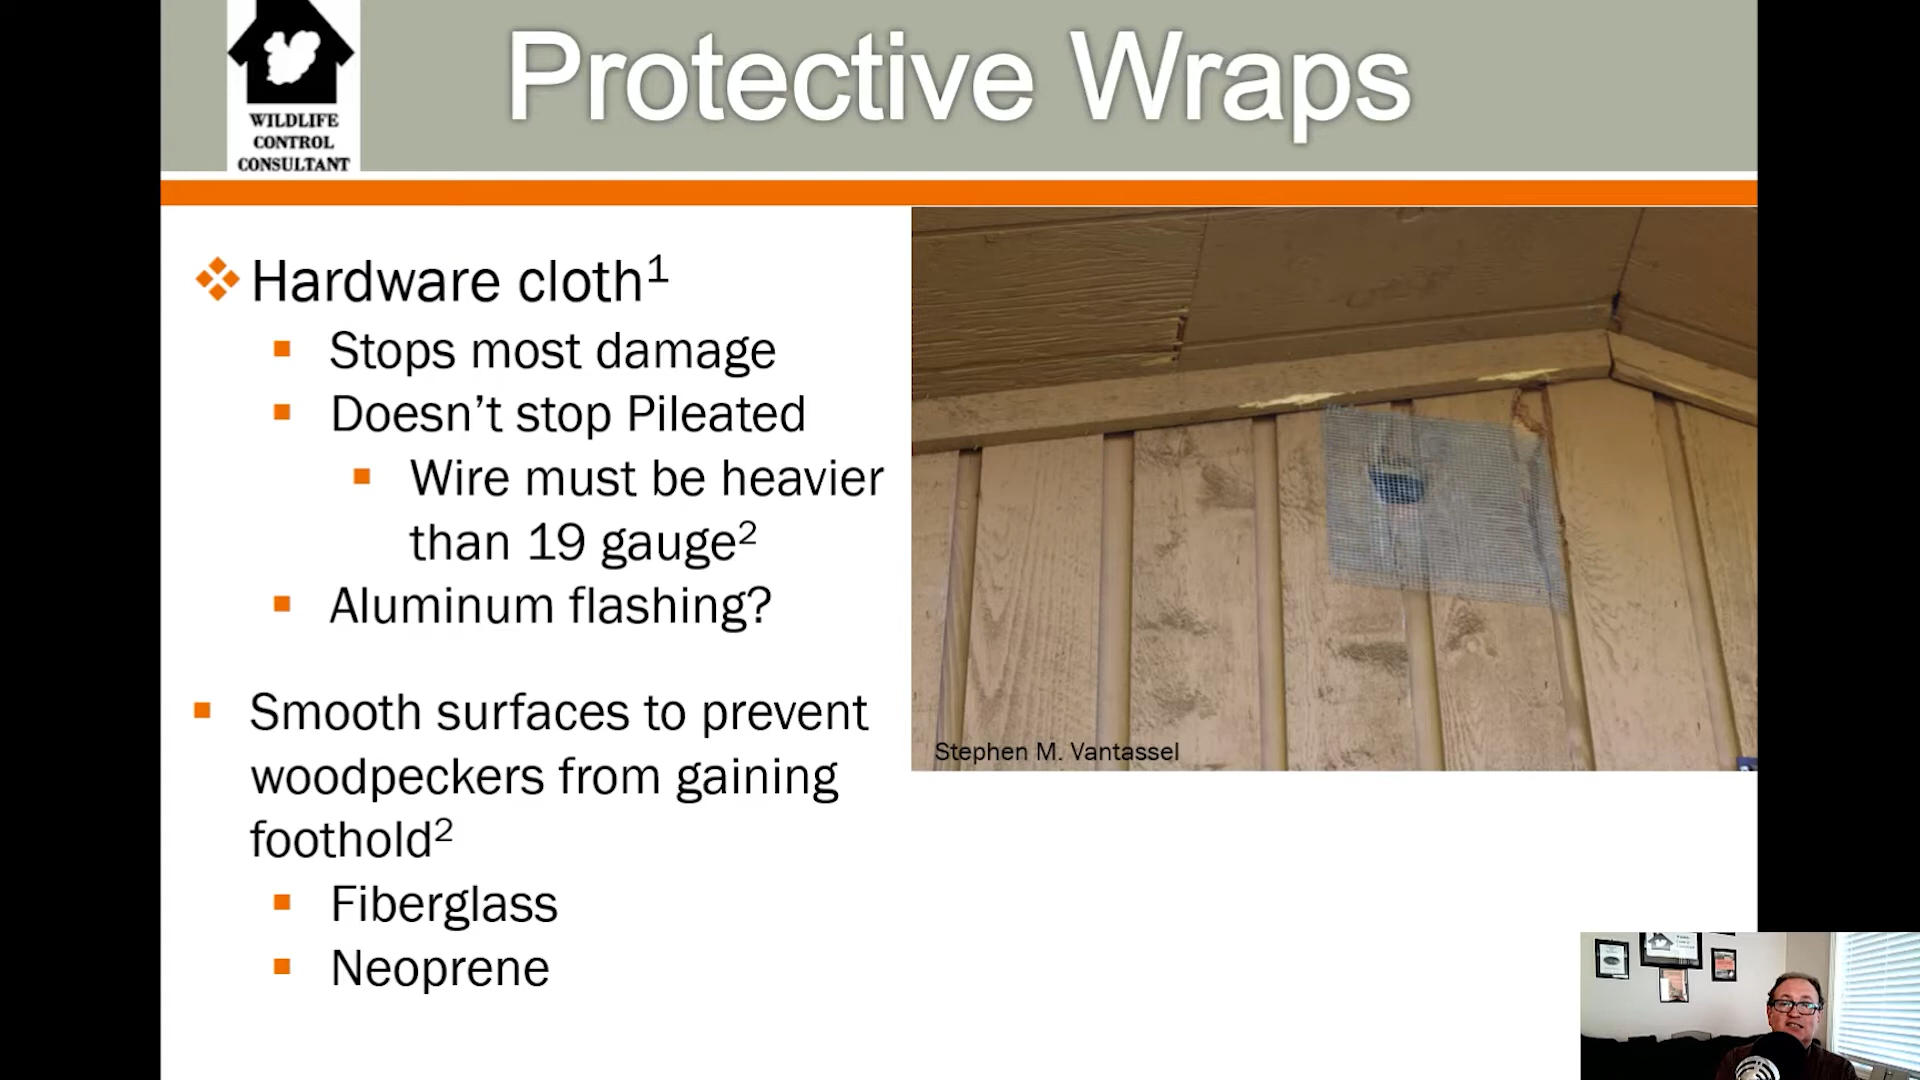 WILDLIFE
CONTROL
CONSULTANT
Protective Wraps
Hardware cloth¹
Stops most damage
Doesn’t stop Pileated
Wire must be heavier
than 19 gauge²
Aluminum flashing?
Smooth surfaces to prevent
woodpeckers from gaining
foothold²
Fiberglass
Neoprene
Stephen M. Vantassel